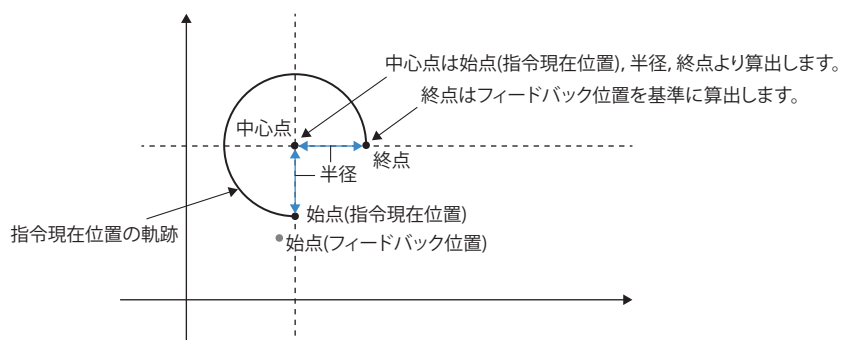 中心点は始点(指令現在位置), 半径, 終点より算出します。
終点はフィードバック位置を基準に算出します。
中心点
終点
半径
始点(指令現在位置)
指令現在位置の軌跡
始点(フィードバック位置)